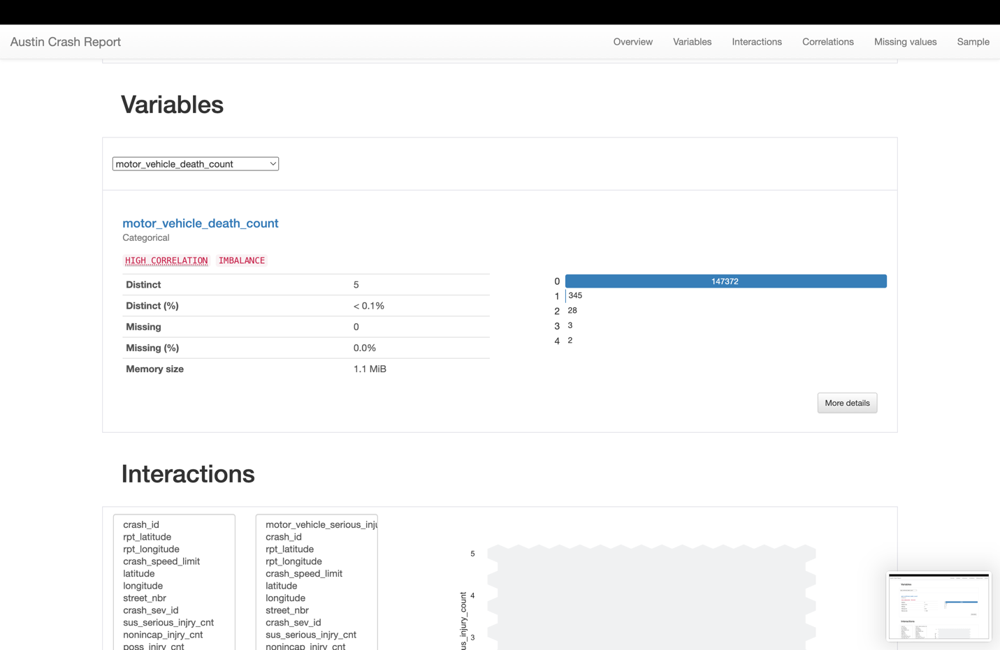 Austin Crash Report
Overview
Variables
Interactions
Correlations
Missing values
Sample
Variables
motor_vehicle_death_count
motor_vehicle_death_count
Categorical
HIGH CORRELATION IMBALANCE
Distinct 5
Distinct (%) < 0.1%
Missing 0
Missing (%) 0.0%
Memory size 1.1 MiB
0 147372
1 345
2 28
3 3
4 2
More details
Interactions
crash_id
rpt_latitude
rpt_longitude
crash_speed_limit
latitude
longitude
street_nbr
crash_sev_id
sus_serious_injry_cnt
nonincap_injry_cnt
poss_injry_cnt
motor_vehicle_serious_inju
crash_id
rpt_latitude
rpt_longitude
crash_speed_limit
latitude
longitude
street_nbr
crash_sev_id
sus_serious_injry_cnt
nonincap_injry_cnt
5
4
3
us_injury_count